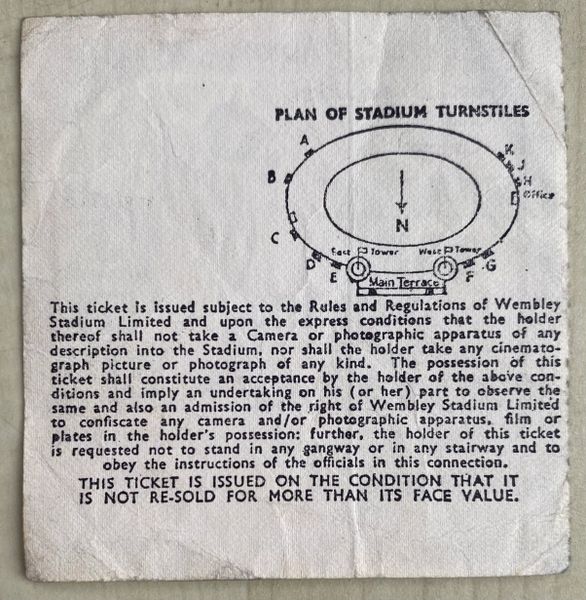 PLAN OF STADIUM TURNSTILES
A
K
J
B
H
Office
N
C
East Tower
West Tower
D
G
E
F
Main Terrace
This ticket is issued subject to the Rules and Regulations of Wembley
Stadium Limited and upon the express conditions that the holder
thereof shall not take a Camera or photographic apparatus of any
description into the Stadium, nor shall the holder take any cinemato-
graph picture or photograph of any kind. The possession of this
ticket shall constitute an acceptance by the holder of the above con-
ditions and imply an undertaking on his (or her) part to observe the
same and also an admission of the right of Wembley Stadium Limited
to confiscate any camera and/or photographic apparatus, film or
plates in the holder's possession: further, the holder of this ticket
is requested not to stand in any gangway or in any stairway and to
obey the instructions of the officials in this connection.
THIS TICKET IS ISSUED ON THE CONDITION THAT IT
IS NOT RE-SOLD FOR MORE THAN ITS FACE VALUE.